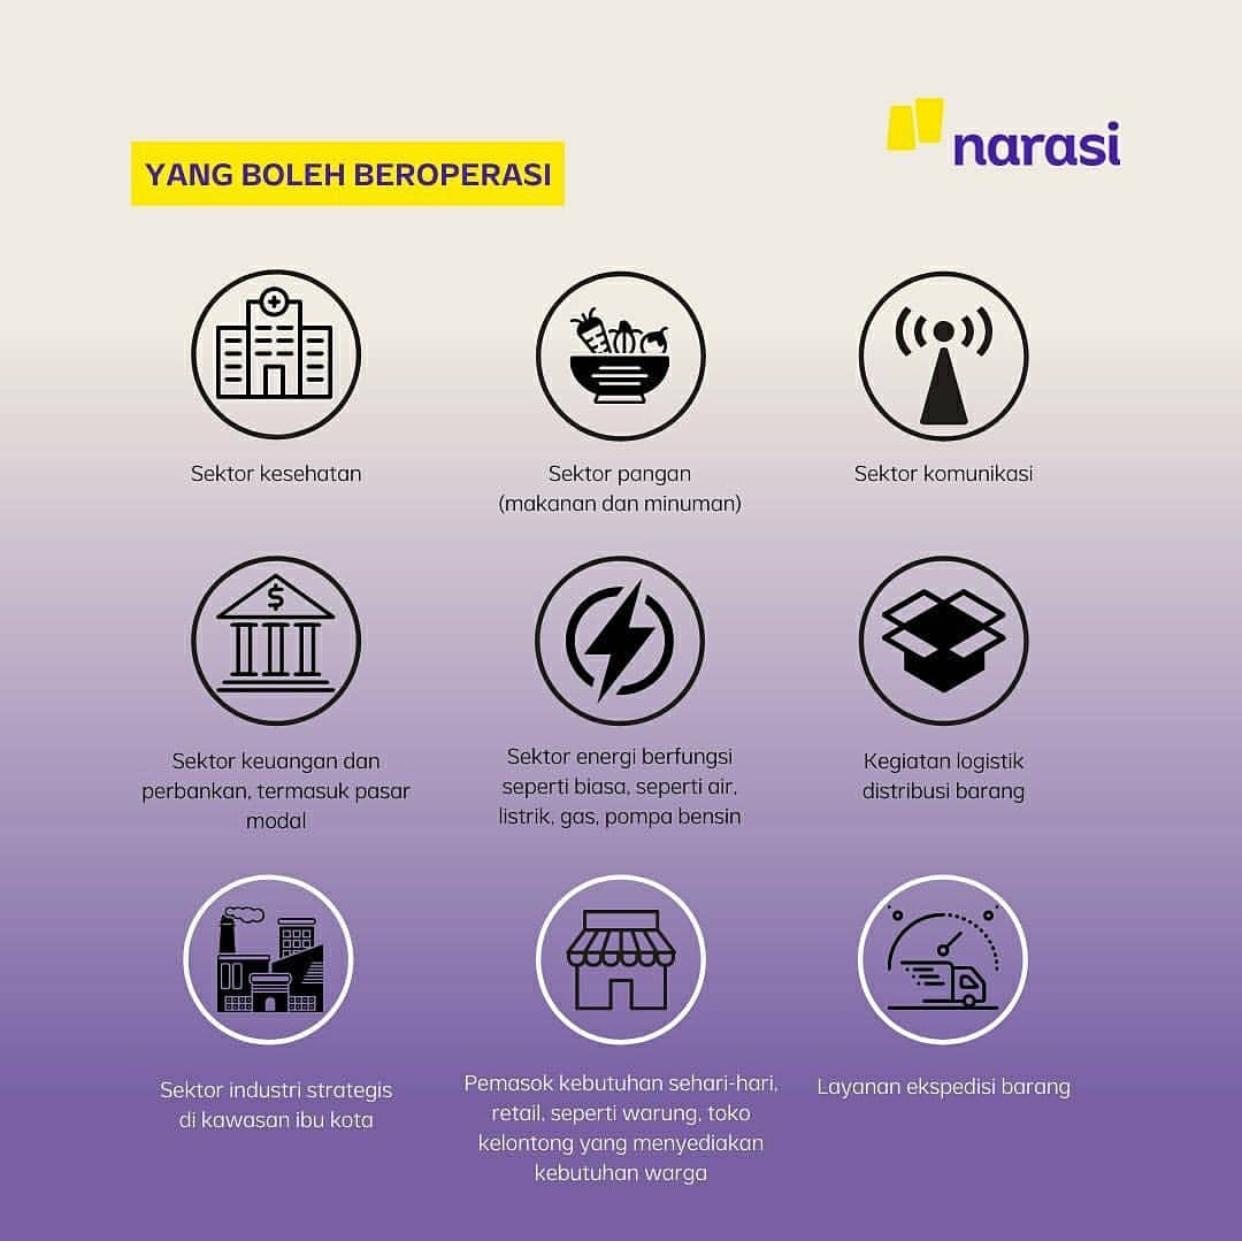 narasi
YANG BOLEH BEROPERASI
Sektor kesehatan
Sektor pangan
(makanan dan minuman)
Sektor komunikasi
$
Sektor keuangan dan
perbankan, termasuk pasar
modal
Sektor energi berfungsi
seperti biasa, seperti air,
listrik, gas, pompa bensin
Kegiatan logistik
distribusi barang
Sektor industri strategis
di kawasan ibu kota
Pemasok kebutuhan sehari-hari,
retail, seperti warung, toko
kelontong yang menyediakan
kebutuhan warga
Layanan ekspedisi barang